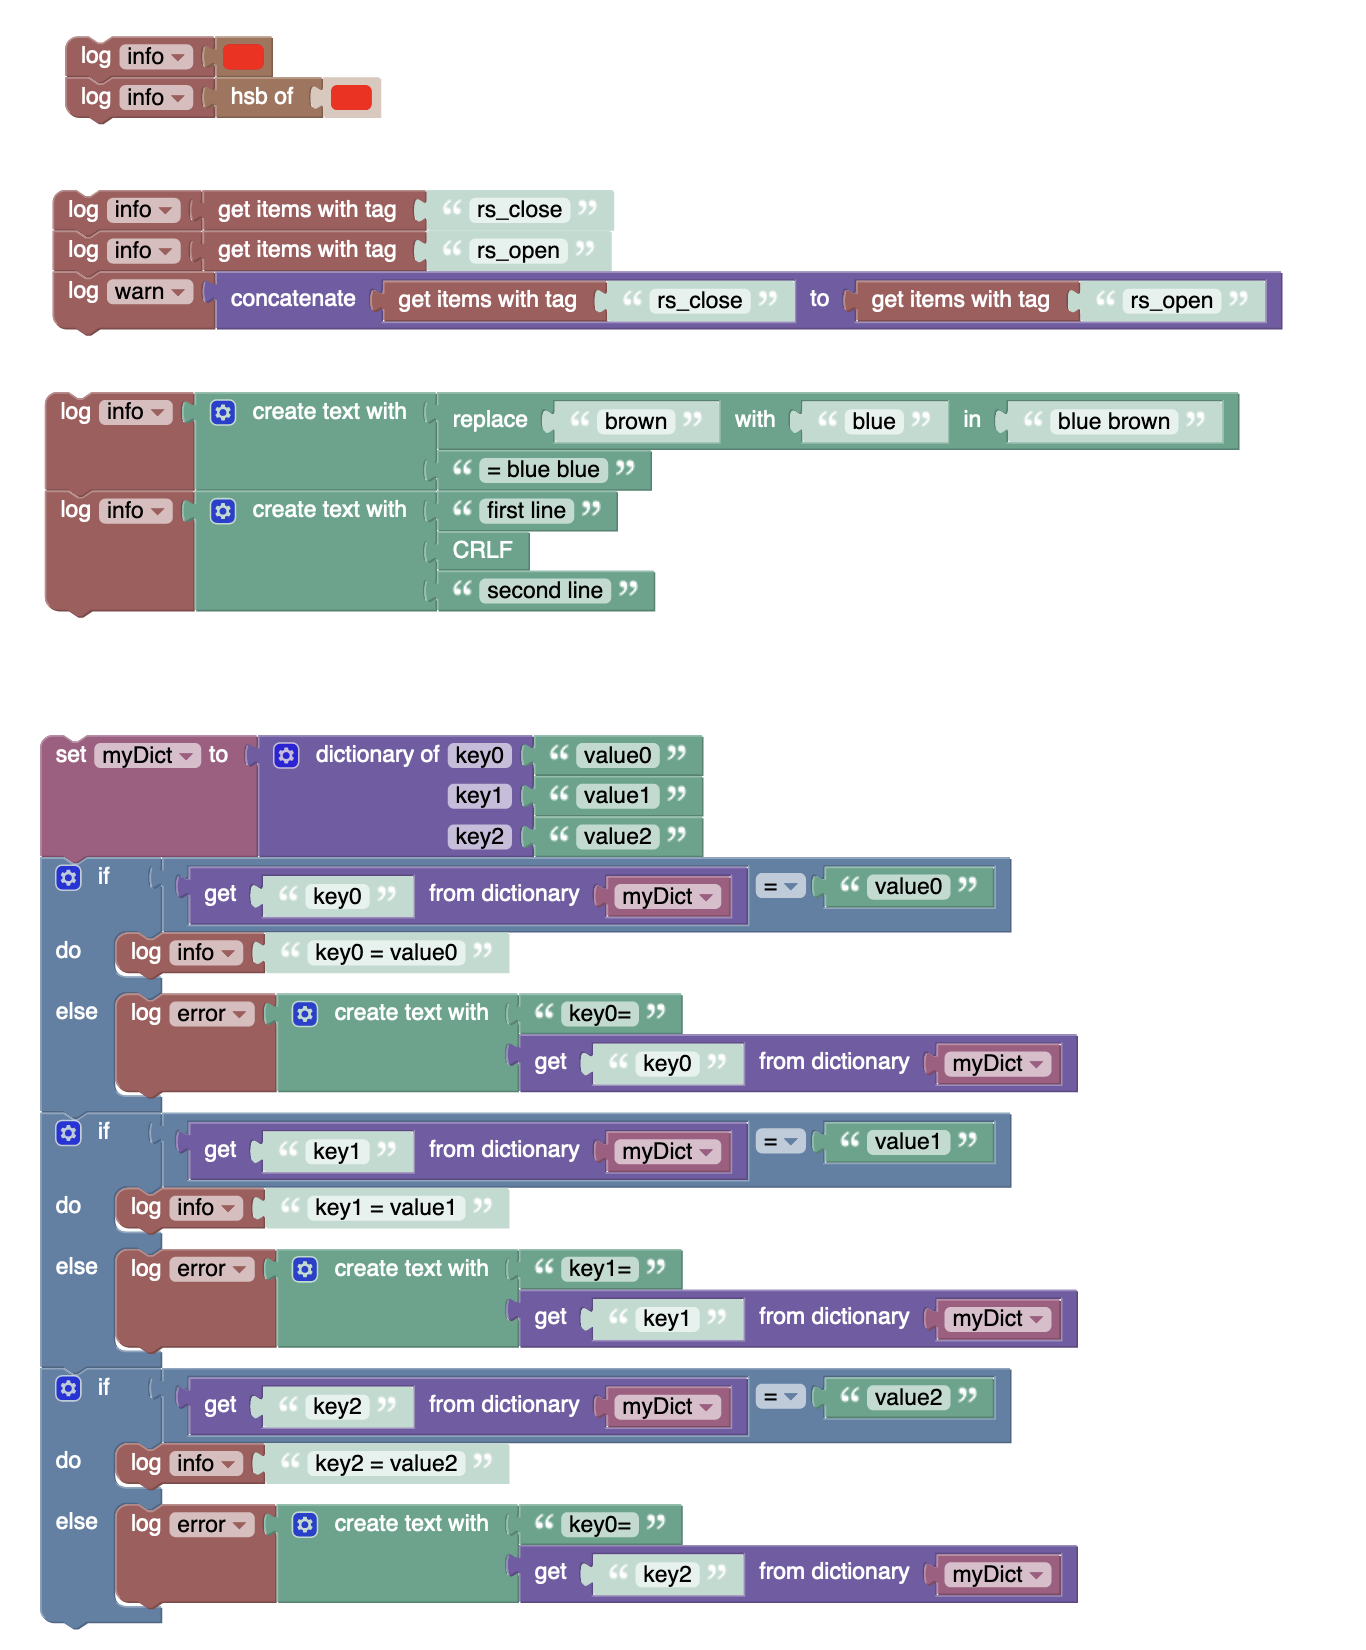 log info
log info hsb of
log info get items with tag “ rs_close ”
log info get items with tag “ rs_open ”
log warn concatenate get items with tag “ rs_close ” to get items with tag “ rs_open ”
log info create text with replace “ brown ” with “ blue ” in “ blue brown ”
“ = blue blue ”
log info create text with “ first line ”
CRLF
“ second line ”
set myDict to dictionary of key0 “ value0 ”
key1 “ value1 ”
key2 “ value2 ”
if get “ key0 ” from dictionary myDict = “ value0 ”
do log info “ key0 = value0 ”
else log error create text with “ key0= ”
get “ key0 ” from dictionary myDict
if get “ key1 ” from dictionary myDict = “ value1 ”
do log info “ key1 = value1 ”
else log error create text with “ key1= ”
get “ key1 ” from dictionary myDict
if get “ key2 ” from dictionary myDict = “ value2 ”
do log info “ key2 = value2 ”
else log error create text with “ key0= ”
get “ key2 ” from dictionary myDict